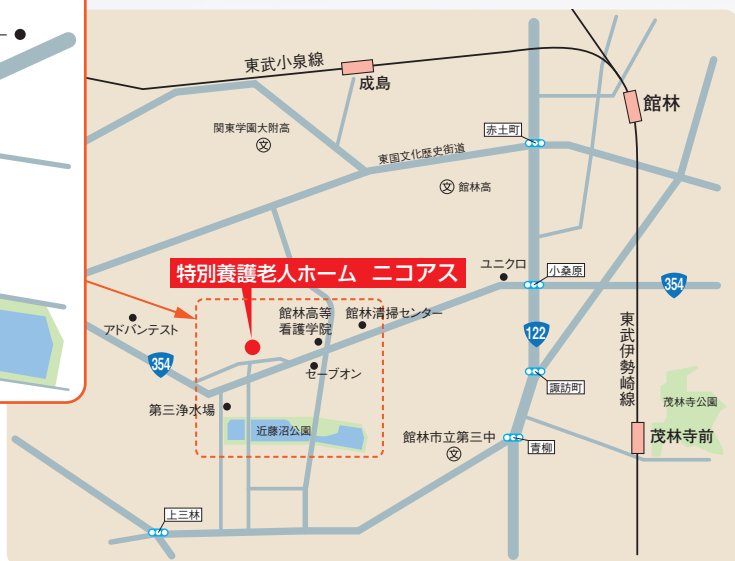 東武小泉線
成島
館林
関東学園大附高
文
赤土町
東国文化歴史街道
文 館林高
特別養護老人ホーム ニコアス
ユニクロ
小桑原
354
アドバンテスト
館林高等
看護学院
館林清掃センター
122
東武伊勢崎線
354
セーブオン
諏訪町
茂林寺公園
第三浄水場
近藤沼公園
館林市立第三中
文
青柳
茂林寺前
上三林